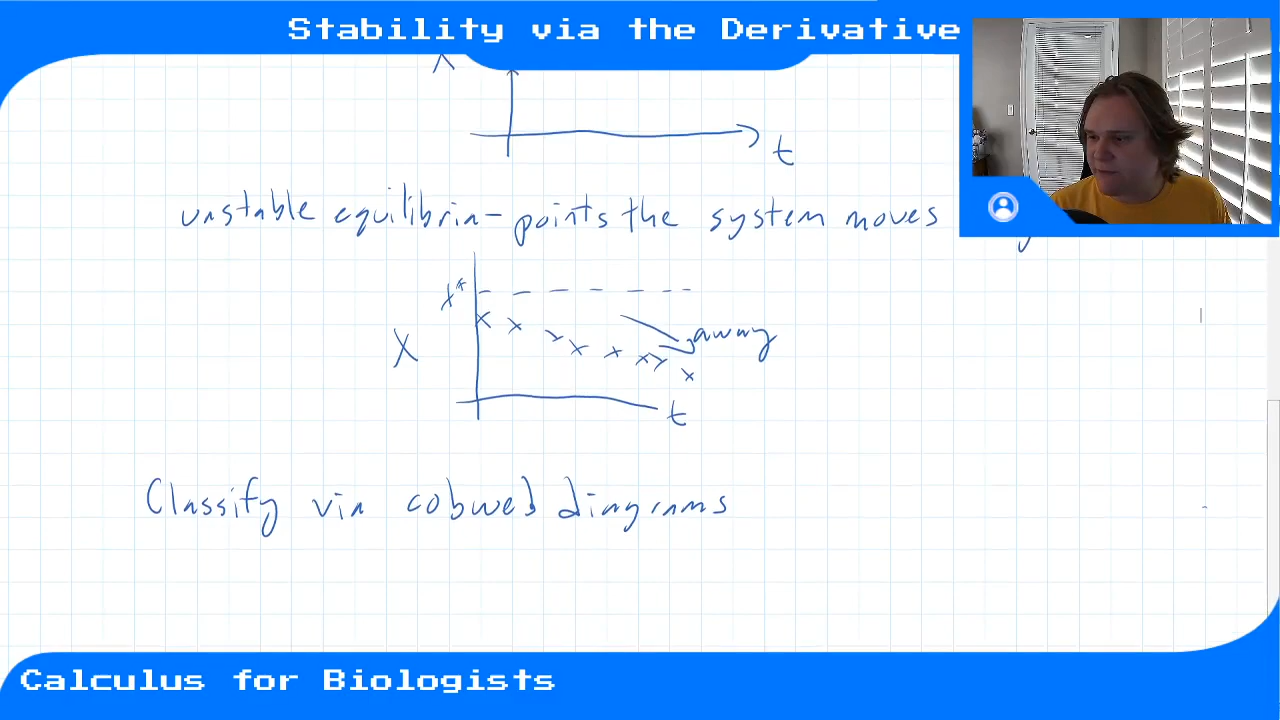 Stability via the Derivative
t
unstable equilibria - points the system moves
X*
X
away
t
Classify via cobweb diagrams
Calculus for Biologists